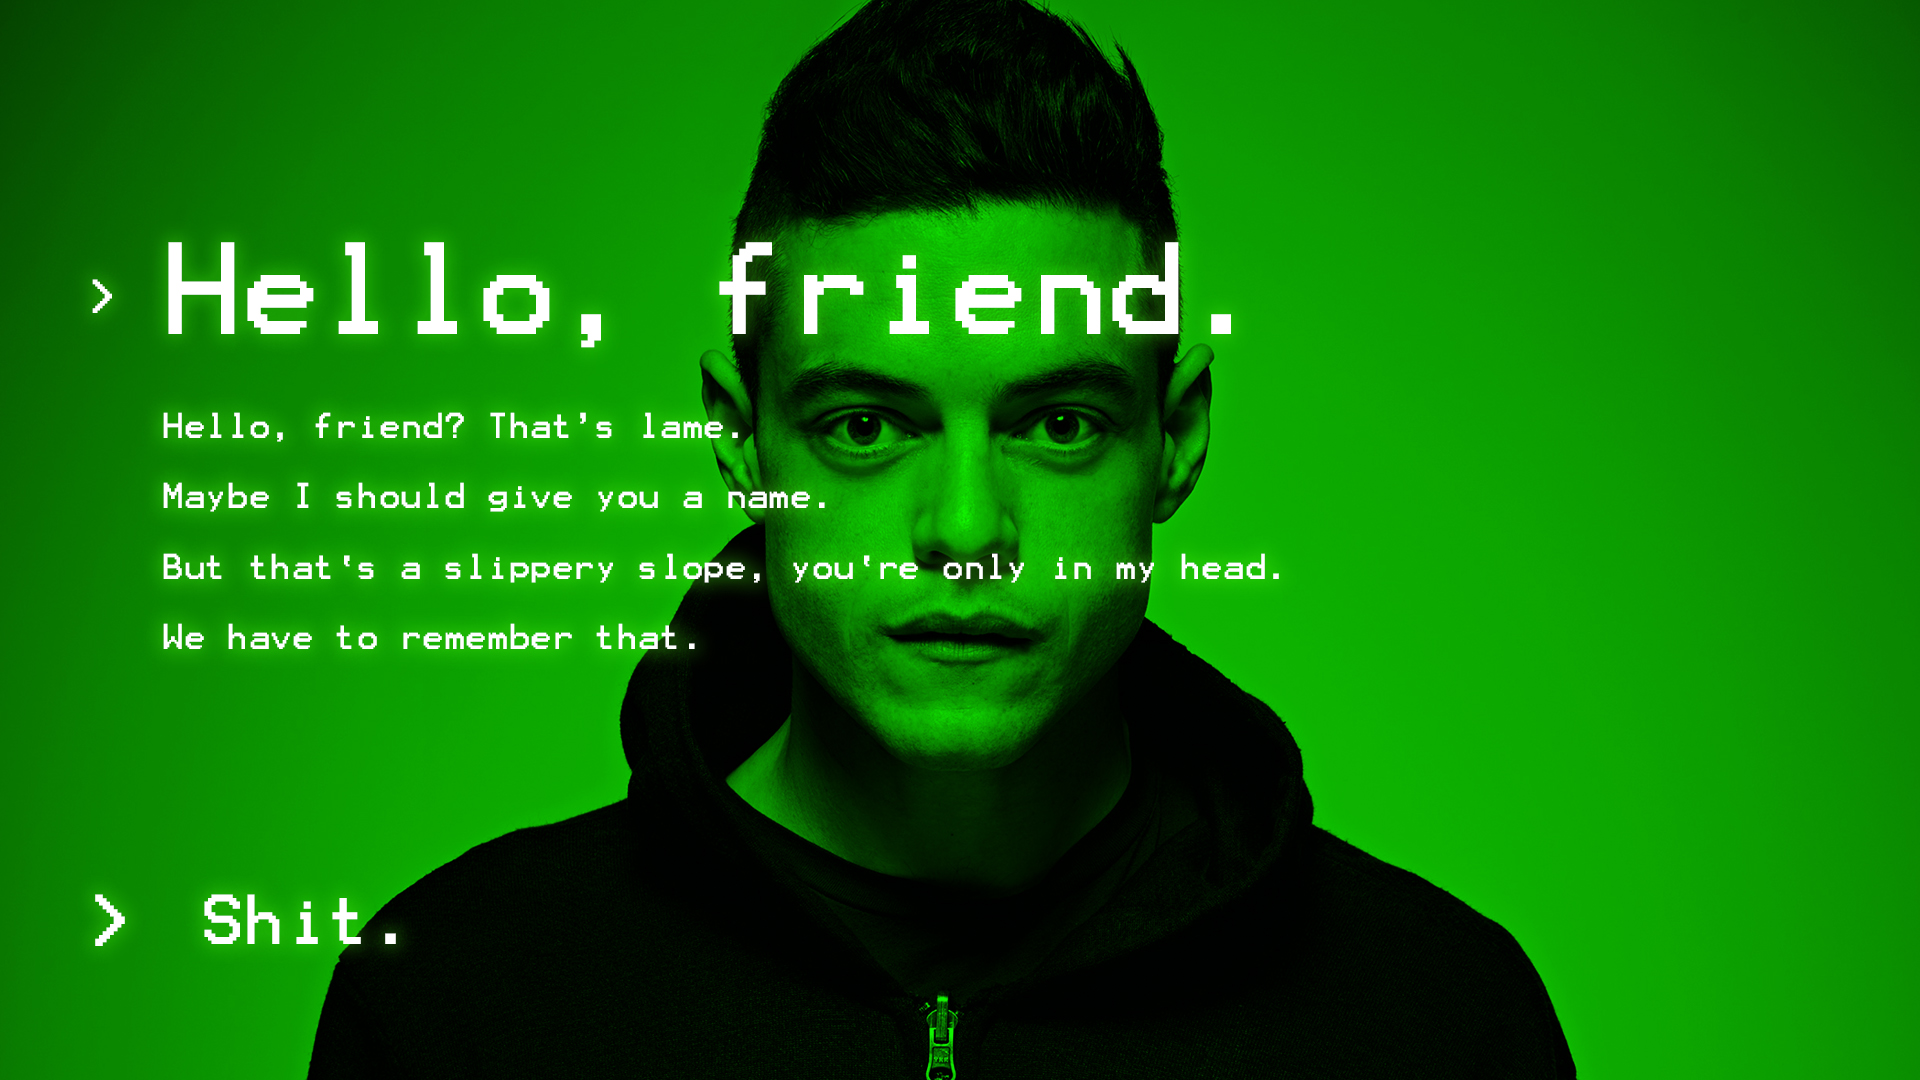 > Hello, friend.
Hello, friend? That's lame.
Maybe I should give you a name.
But that's a slippery slope, you're only in my head.
We have to remember that.
> Shit.